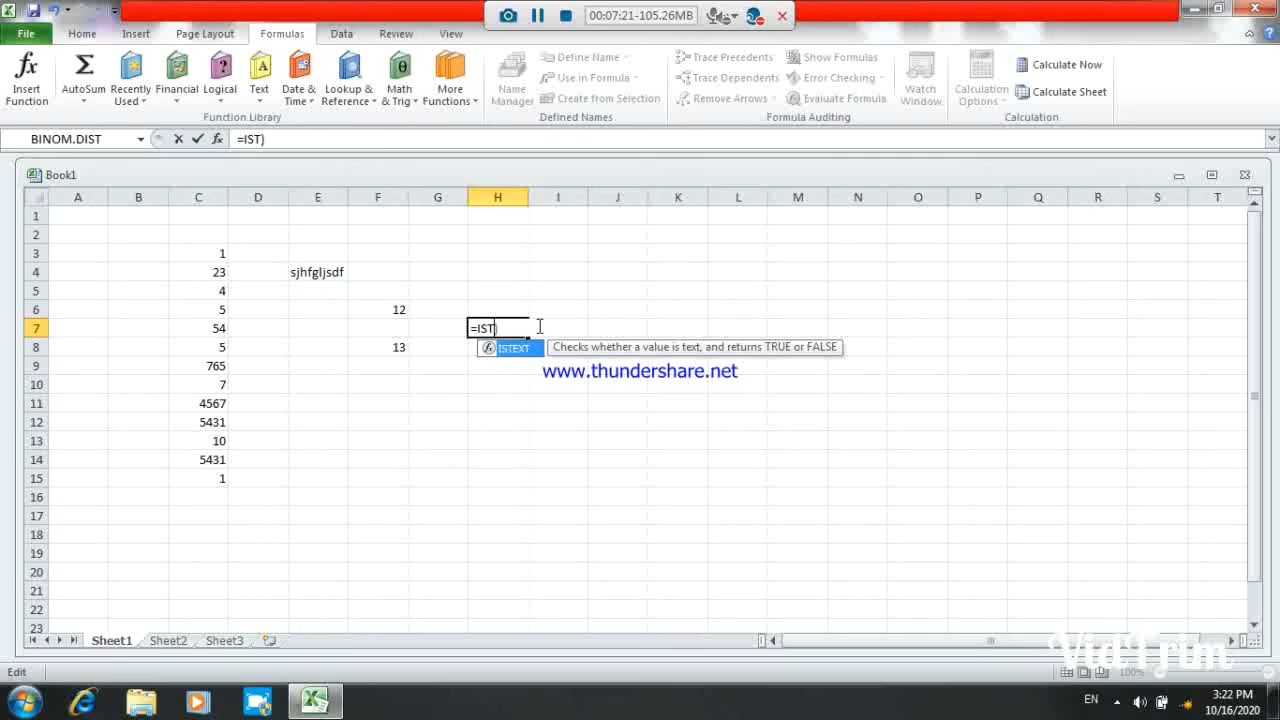 00:07:21-105.26MB
File Home Insert Page Layout Formulas Data Review View
fx Insert Function
Σ AutoSum
Recently Used
Financial
Logical
Text
Date & Time
Lookup & Reference
Math & Trig
More Functions
Function Library
Name Manager
Define Name
Use in Formula
Create from Selection
Defined Names
Trace Precedents
Trace Dependents
Remove Arrows
Show Formulas
Error Checking
Evaluate Formula
Formula Auditing
Watch Window
Calculation Options
Calculate Now
Calculate Sheet
Calculation
BINOM.DIST fx =IST)
Book1
A B C D E F G H I J K L M N O P Q R S T
1
2
3 1
4 23 sjhfgljsdf
5 4
6 5 12
7 54 =IST)
8 5 13
ISTEXT Checks whether a value is text, and returns TRUE or FALSE
9 765
www.thundershare.net
10 7
11 4567
12 5431
13 10
14 5431
15 1
16
17
18
19
20
21
22
23
Sheet1 Sheet2 Sheet3
VidTrim
Edit 100%
EN 3:22 PM
10/16/2020